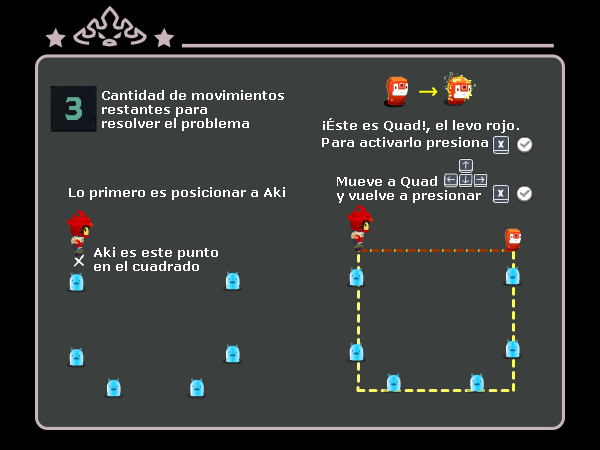 3
Cantidad de movimientos
restantes para
resolver el problema
¡Éste es Quad!, el levo rojo.
Para activarlo presiona X
Lo primero es posicionar a Aki
Mueve a Quad ↑ ← ↓ →
y vuelve a presionar X
Aki es este punto
en el cuadrado